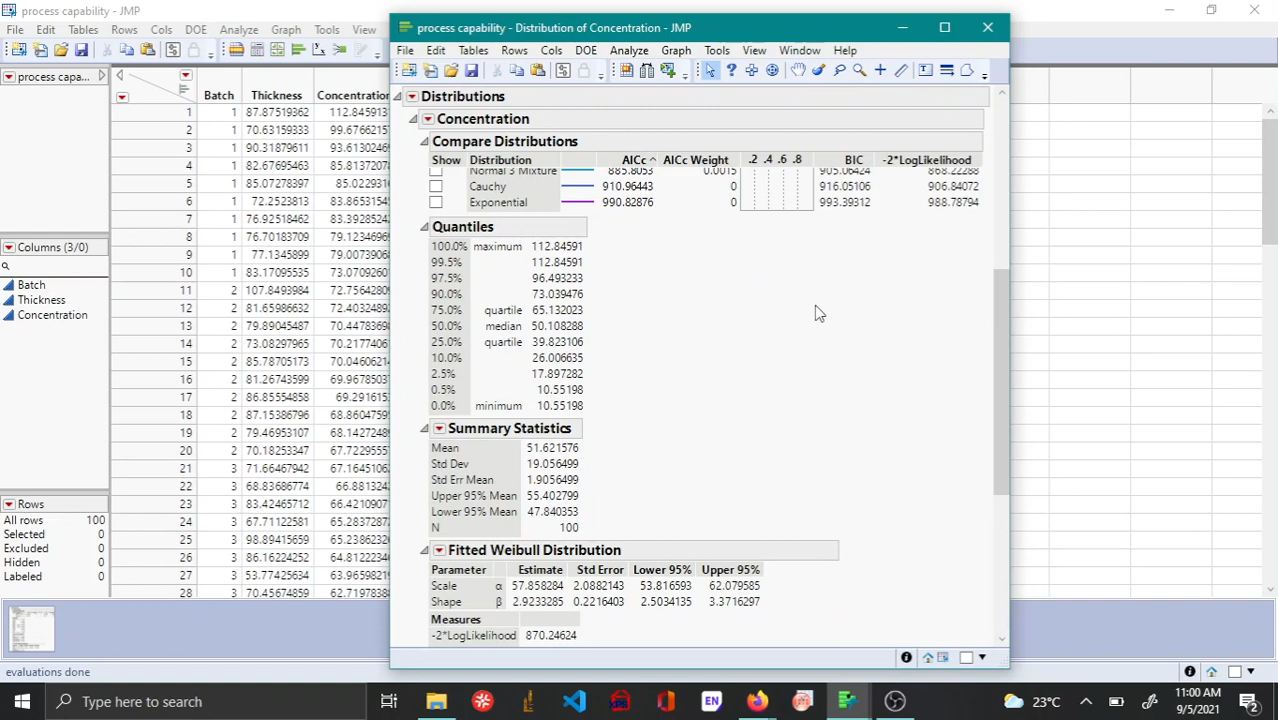 process capability - JMP
File Edit Tables Rows Cols DOE Analyze Graph Tools View
process capa...
Batch Thickness Concentration
1 1 87.87519362 112.845913
2 1 70.63159333 99.6766215
3 1 90.31879611 93.6130249
4 1 82.67695463 85.8137207
5 1 85.07278397 85.0229316
6 1 72.2523813 83.8653154
7 1 76.92518462 83.3928524
8 1 76.70183709 79.1234696
9 1 77.1345899 79.0073906
10 1 83.17095535 73.0709260
11 2 107.8493984 72.7564280
12 2 81.65986632 72.4032489
13 2 79.89045487 70.4478369
14 2 73.08297965 70.2177406
15 2 85.78705173 70.0460621
16 2 81.26743599 69.9678503
17 2 86.85554858 69.291615
18 2 87.15386796 68.8604759
19 2 79.46953107 68.1427248
20 2 70.18253347 67.7229555
21 3 71.66467942 67.1645106
22 3 68.83686774 66.881324
23 3 83.42465712 66.4210907
24 3 67.71122581 65.2837287
25 3 98.89415659 65.2386232
26 3 86.16224252 64.8122234
27 3 53.77425634 63.9659821
28 3 70.45674859 62.7197838
Columns (3/0)
Batch
Thickness
Concentration
Rows
All rows 100
Selected 0
Excluded 0
Hidden 0
Labeled 0
evaluations done
process capability - Distribution of Concentration - JMP
File Edit Tables Rows Cols DOE Analyze Graph Tools View Window Help
Distributions
Concentration
Compare Distributions
Show Distribution AICc AICc Weight .2 .4 .6 .8 BIC -2*LogLikelihood
Normal 3 Mixture 885.8053 0.0015 905.06424 868.22288
Cauchy 910.96443 0 916.05106 906.84072
Exponential 990.82876 0 993.39312 988.78794
Quantiles
100.0% maximum 112.84591
99.5% 112.84591
97.5% 96.493233
90.0% 73.039476
75.0% quartile 65.132023
50.0% median 50.108288
25.0% quartile 39.823106
10.0% 26.006635
2.5% 17.897282
0.5% 10.55198
0.0% minimum 10.55198
Summary Statistics
Mean 51.621576
Std Dev 19.056499
Std Err Mean 1.9056499
Upper 95% Mean 55.402799
Lower 95% Mean 47.840353
N 100
Fitted Weibull Distribution
Parameter Estimate Std Error Lower 95% Upper 95%
Scale α 57.858284 2.0882143 53.816593 62.079585
Shape β 2.9233285 0.2216403 2.5034135 3.3716297
Measures
-2*LogLikelihood 870.24624
Type here to search
EN
23°C
11:00 AM
9/5/2021
2